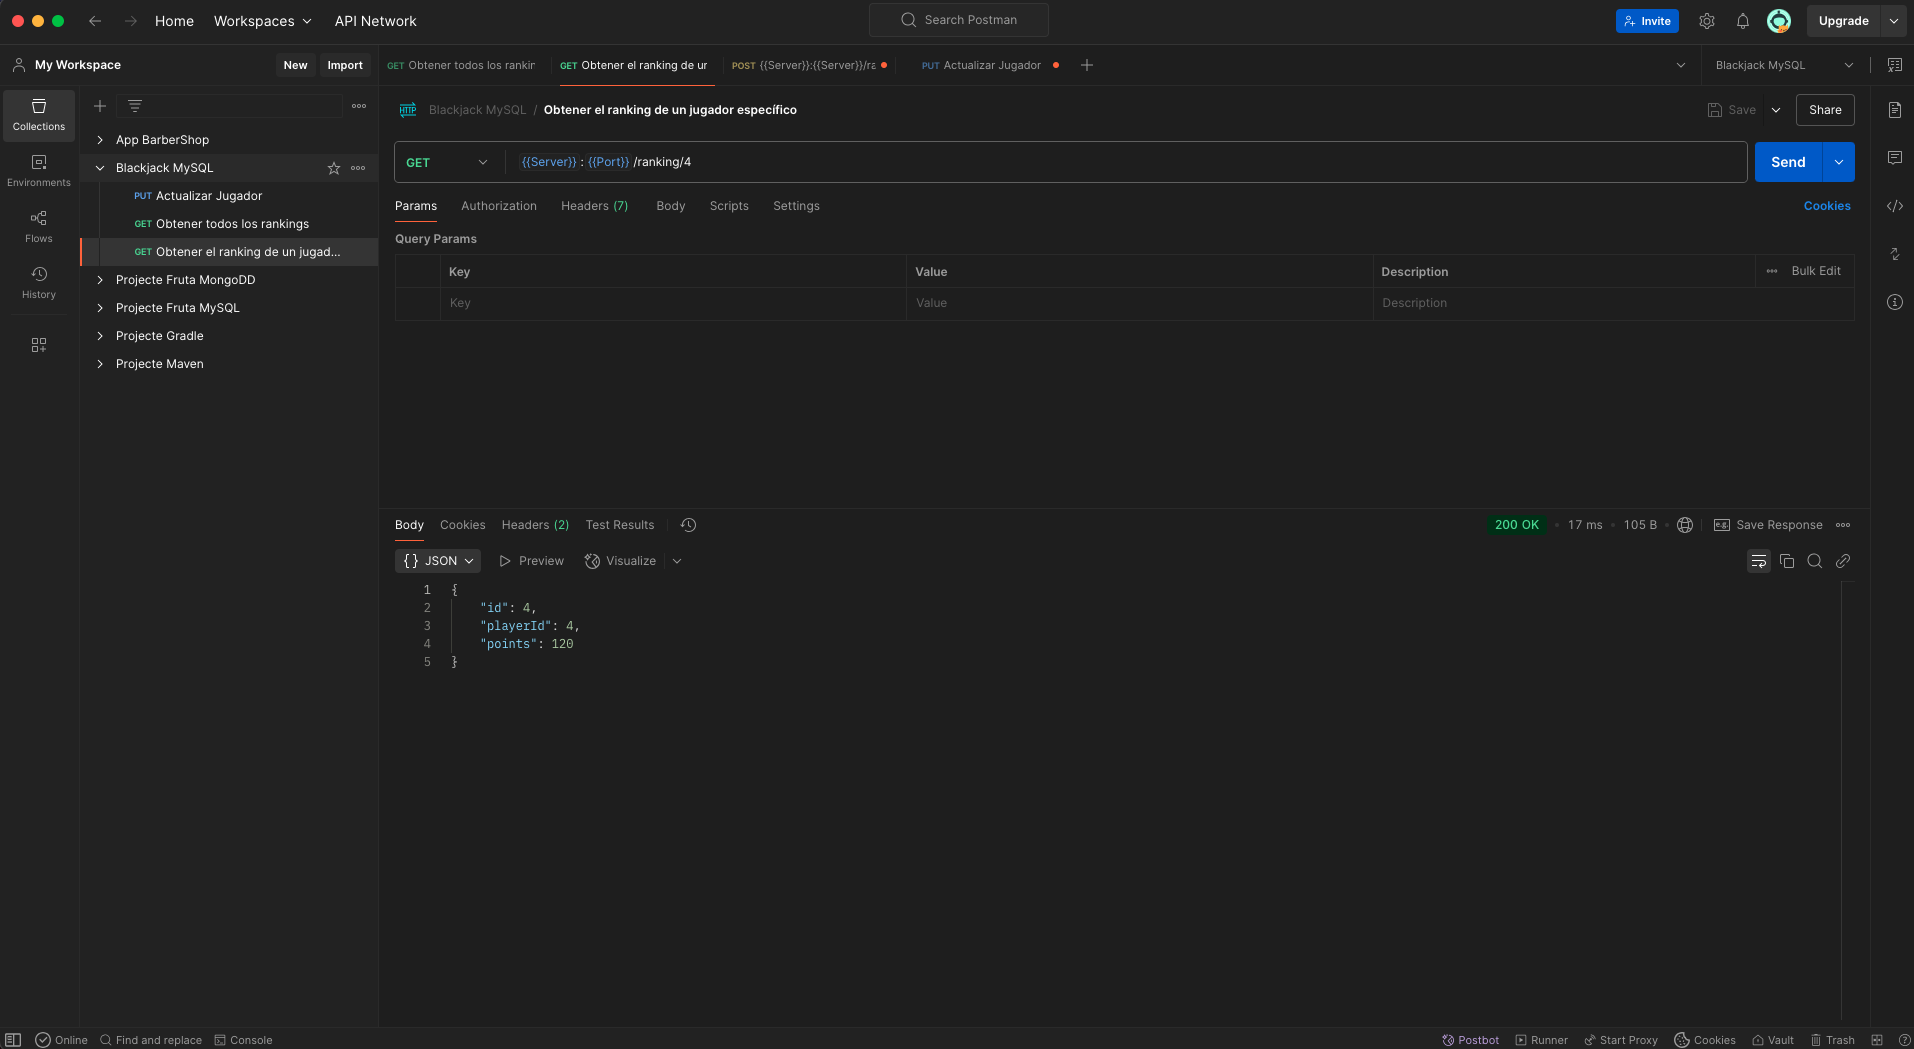 Home
Workspaces
API Network
Search Postman
Invite
Upgrade
My Workspace
New
Import
GET Obtener todos los rankin
GET Obtener el ranking de ur
POST {{Server}}:{{Server}}/ra
PUT Actualizar Jugador
Blackjack MySQL
Collections
Environments
Flows
History
App BarberShop
Blackjack MySQL
PUT Actualizar Jugador
GET Obtener todos los rankings
GET Obtener el ranking de un jugad...
Projecte Fruta MongoDD
Projecte Fruta MySQL
Projecte Gradle
Projecte Maven
HTTP Blackjack MySQL / Obtener el ranking de un jugador específico
Save
Share
GET
{{Server}} : {{Port}} /ranking/4
Send
Params Authorization Headers (7) Body Scripts Settings
Cookies
Query Params
Key Value Description
Bulk Edit
Key Value Description
Body Cookies Headers (2) Test Results
200 OK • 17 ms • 105 B •
e.g. Save Response
{} JSON
Preview
Visualize
1 {
2 "id": 4,
3 "playerId": 4,
4 "points": 120
5 }
Online
Find and replace
Console
Postbot
Runner
Start Proxy
Cookies
Vault
Trash